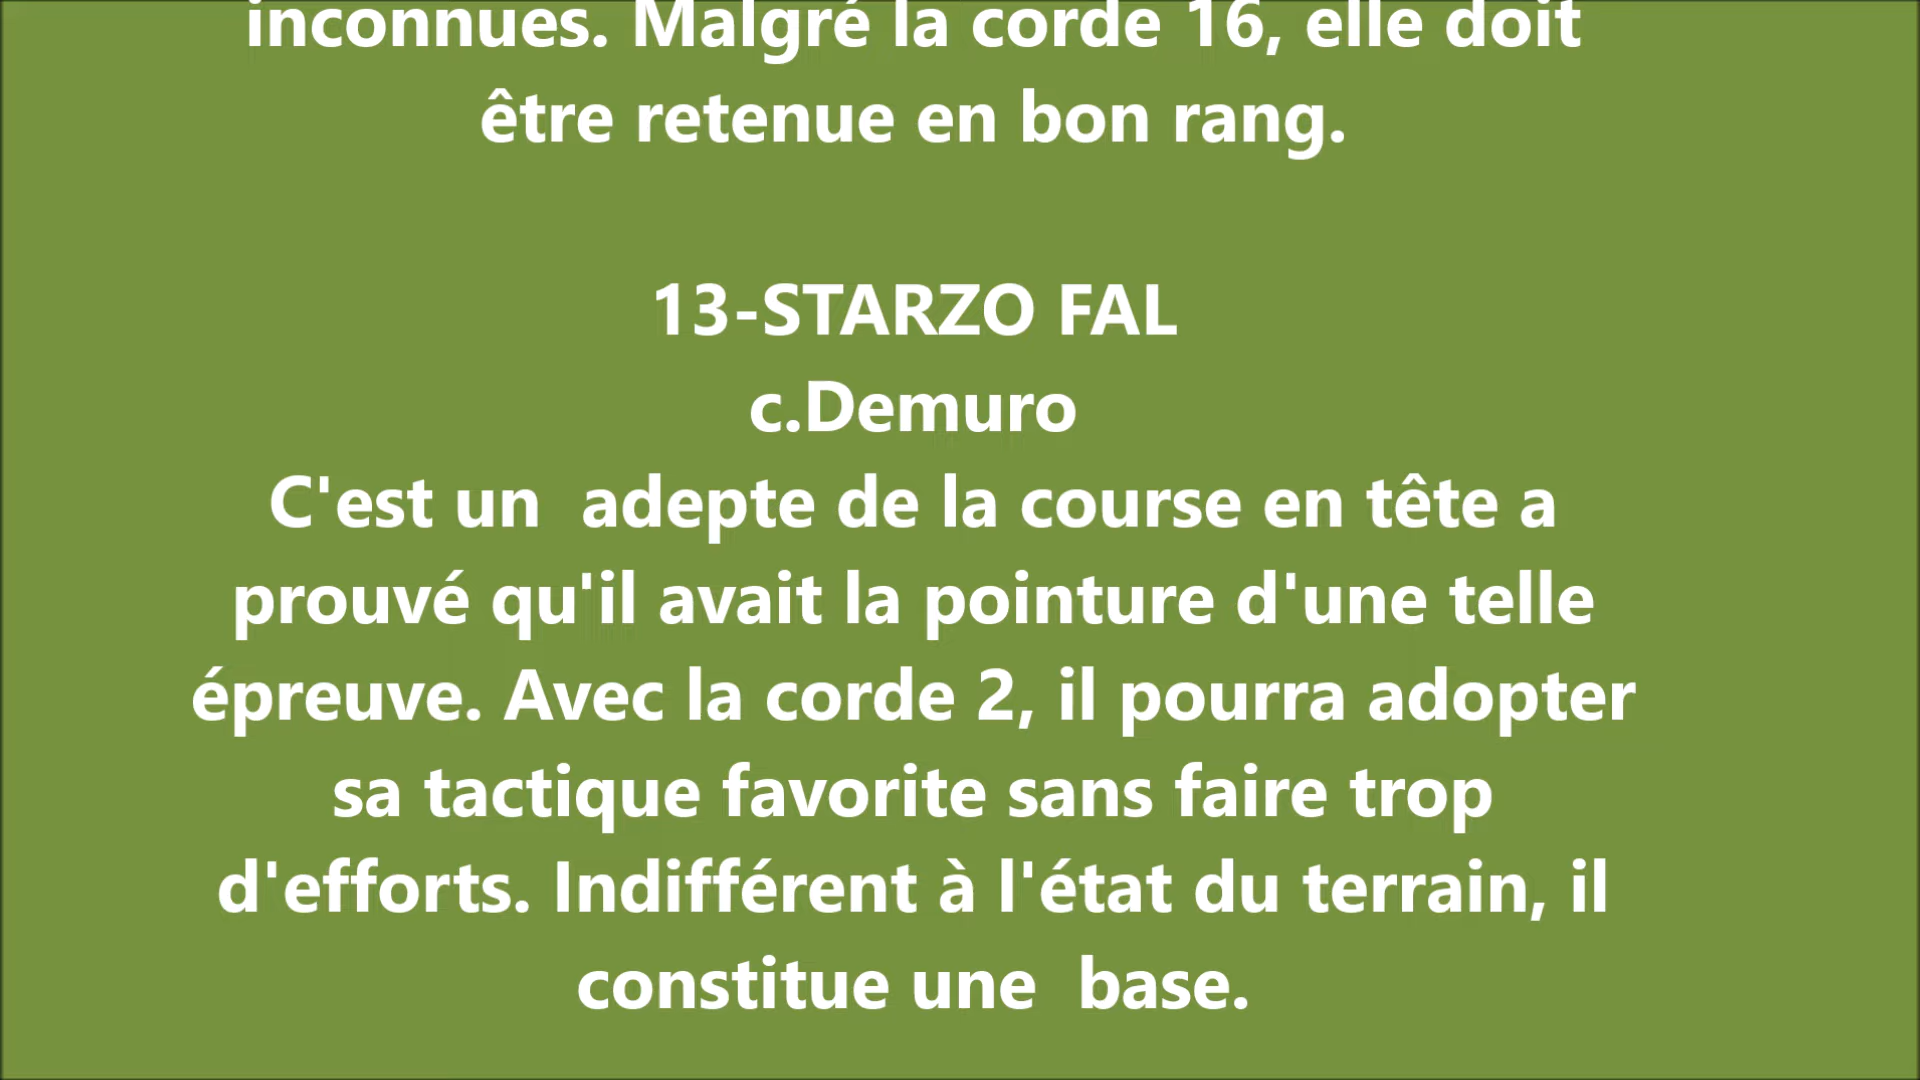 inconnues. Malgré la corde 16, elle doit
être retenue en bon rang.
13-STARZO FAL
c.Demuro
C'est un  adepte de la course en tête a
prouvé qu'il avait la pointure d'une telle
épreuve. Avec la corde 2, il pourra adopter
sa tactique favorite sans faire trop
d'efforts. Indifférent à l'état du terrain, il
constitue une  base.